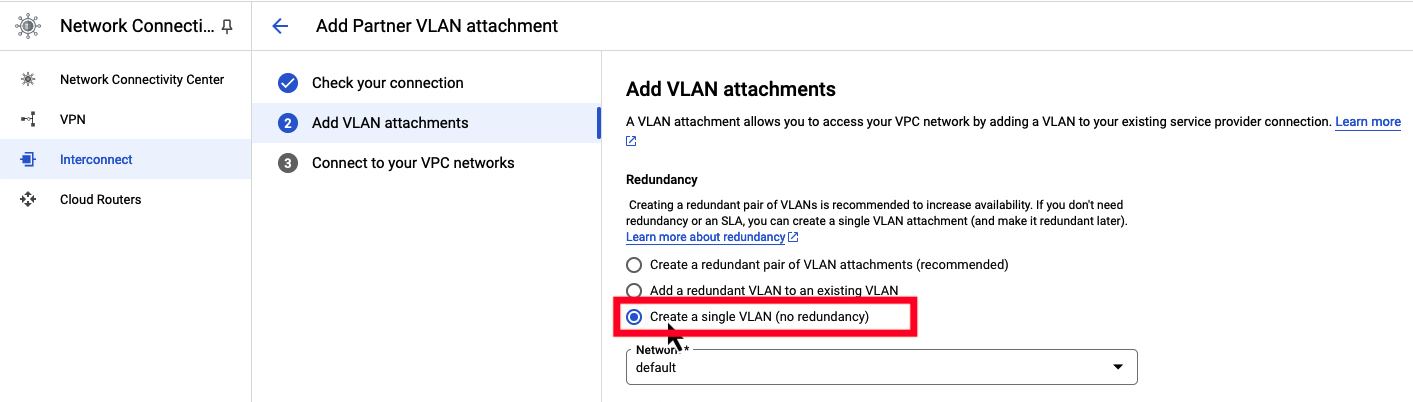 Network Connecti...
Add Partner VLAN attachment
Network Connectivity Center
VPN
Interconnect
Cloud Routers
Check your connection
2 Add VLAN attachments
3 Connect to your VPC networks
Add VLAN attachments
A VLAN attachment allows you to access your VPC network by adding a VLAN to your existing service provider connection. Learn more
Redundancy
Creating a redundant pair of VLANs is recommended to increase availability. If you don't need
redundancy or an SLA, you can create a single VLAN attachment (and make it redundant later).
Learn more about redundancy
Create a redundant pair of VLAN attachments (recommended)
Add a redundant VLAN to an existing VLAN
Create a single VLAN (no redundancy)
Network *
default